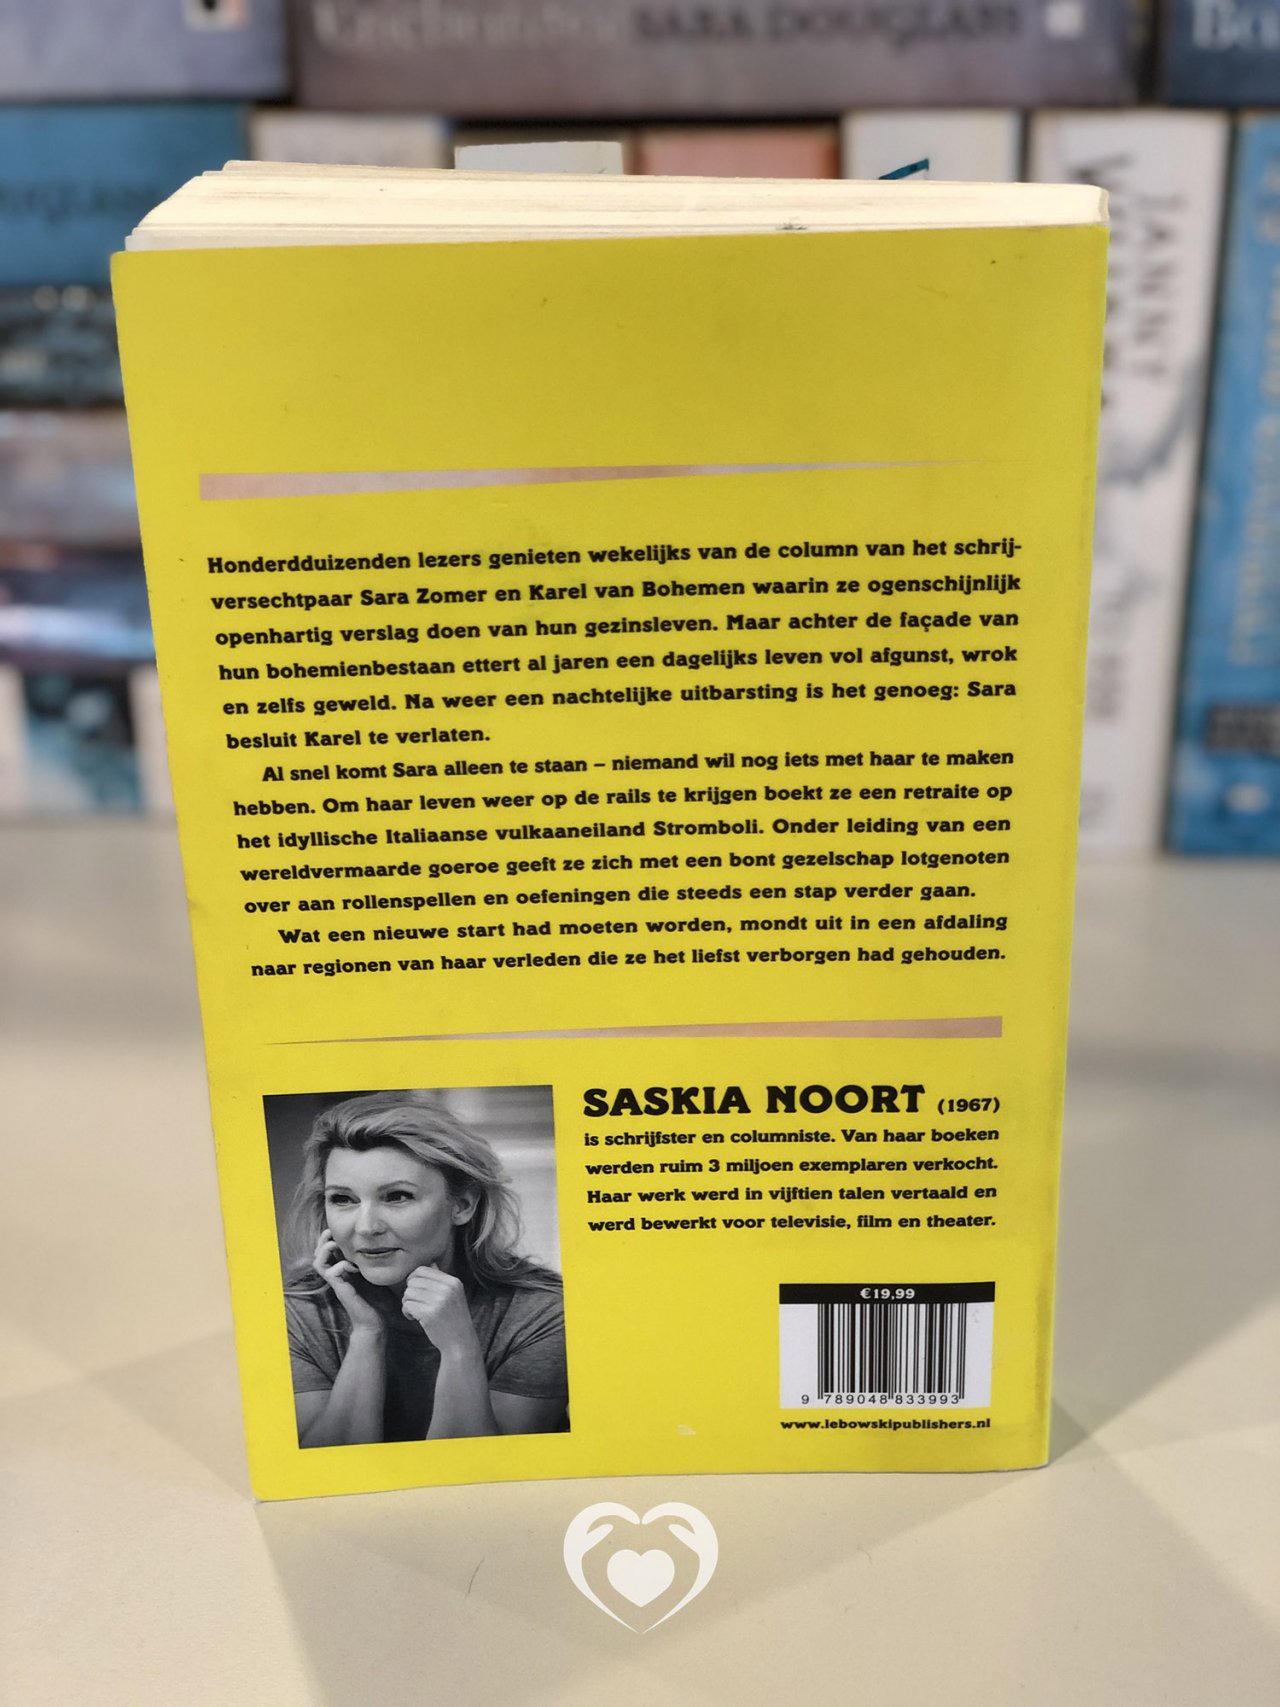 SARA DOUGLASS
Honderdduizenden lezers genieten wekelijks van de column van het schrij-
versechtpaar Sara Zomer en Karel van Bohemen waarin ze ogenschijnlijk
openhartig verslag doen van hun gezinsleven. Maar achter de façade van
hun bohemienbestaan ettert al jaren een dagelijks leven vol afgunst, wrok
en zelfs geweld. Na weer een nachtelijke uitbarsting is het genoeg: Sara
besluit Karel te verlaten.
Al snel komt Sara alleen te staan – niemand wil nog iets met haar te maken
hebben. Om haar leven weer op de rails te krijgen boekt ze een retraite op
het idyllische Italiaanse vulkaaneiland Stromboli. Onder leiding van een
wereldvermaarde goeroe geeft ze zich met een bont gezelschap lotgenoten
over aan rollenspellen en oefeningen die steeds een stap verder gaan.
Wat een nieuwe start had moeten worden, mondt uit in een afdaling
naar regionen van haar verleden die ze het liefst verborgen had gehouden.
SASKIA NOORT (1967)
is schrijfster en columniste. Van haar boeken
werden ruim 3 miljoen exemplaren verkocht.
Haar werk werd in vijftien talen vertaald en
werd bewerkt voor televisie, film en theater.
€19,99
9 789048 833993
www.lebowskipublishers.nl